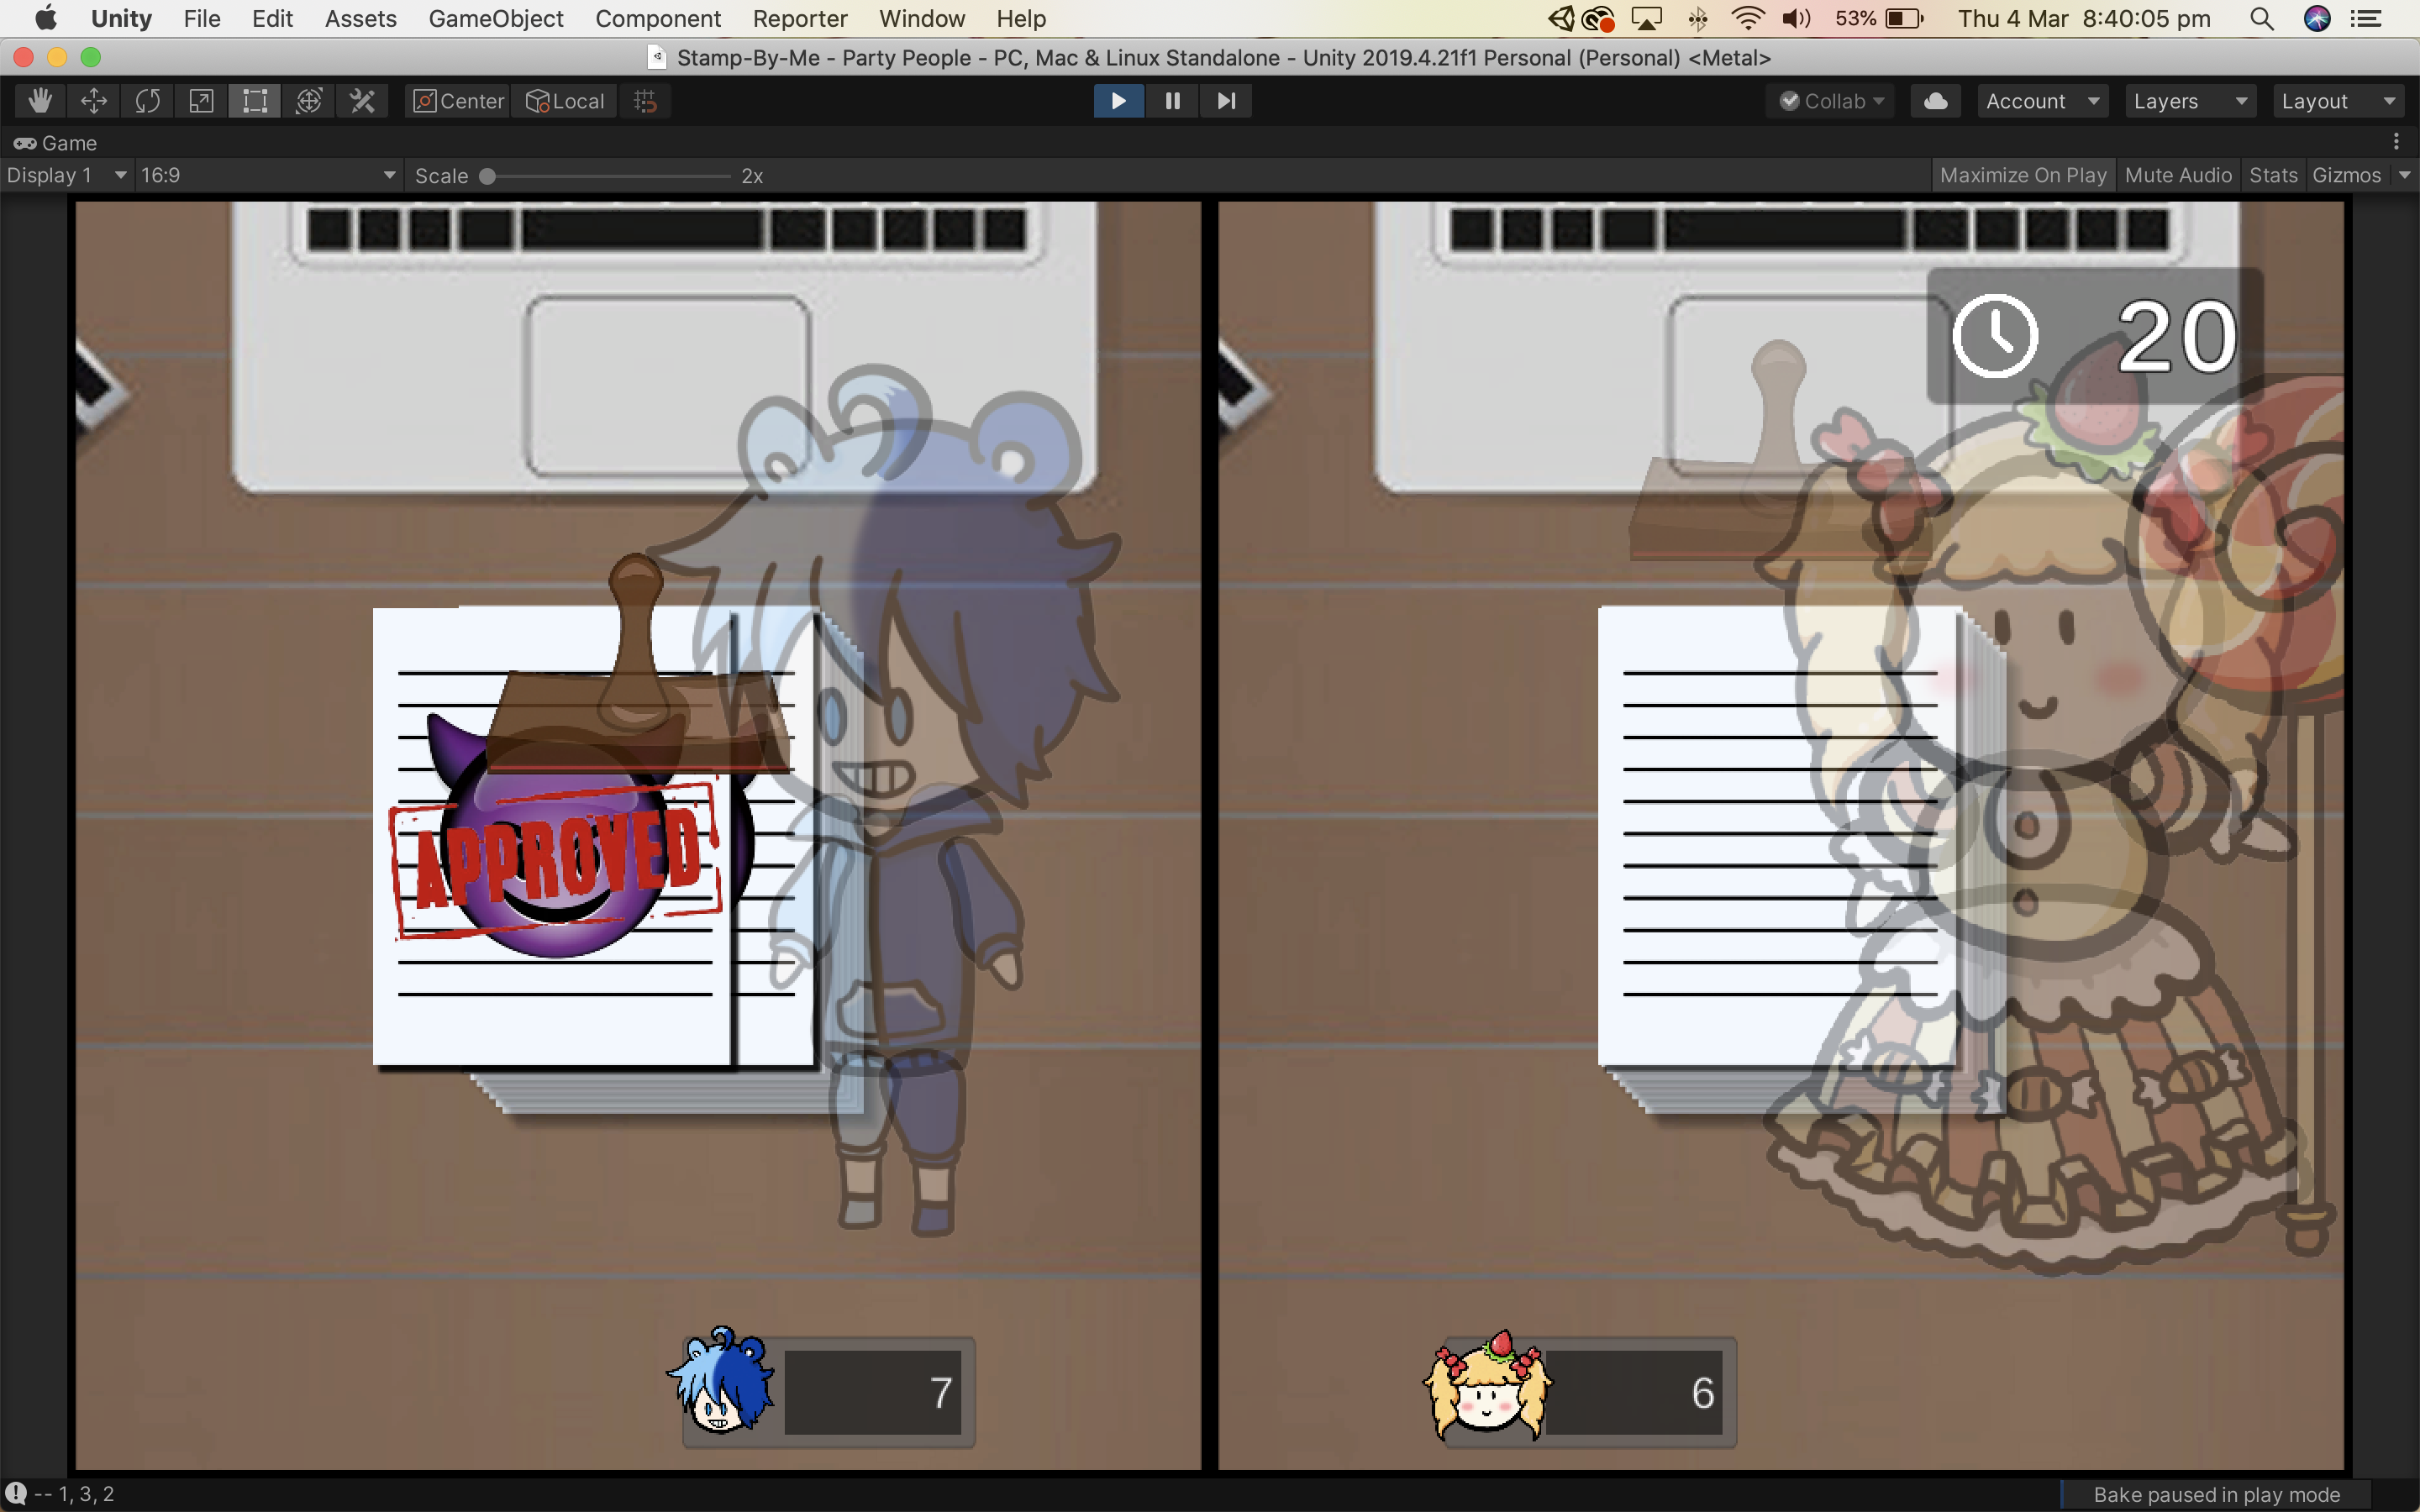 Unity File Edit Assets GameObject Component Reporter Window Help 53% Thu 4 Mar 8:40:05 pm
Stamp-By-Me - Party People - PC, Mac & Linux Standalone - Unity 2019.4.21f1 Personal (Personal) <Metal>
Center Local Collab Account Layers Layout
Game
Display 1 16:9 Scale 2x Maximize On Play Mute Audio Stats Gizmos
20
APPROVED
7 6
-- 1, 3, 2 Bake paused in play mode